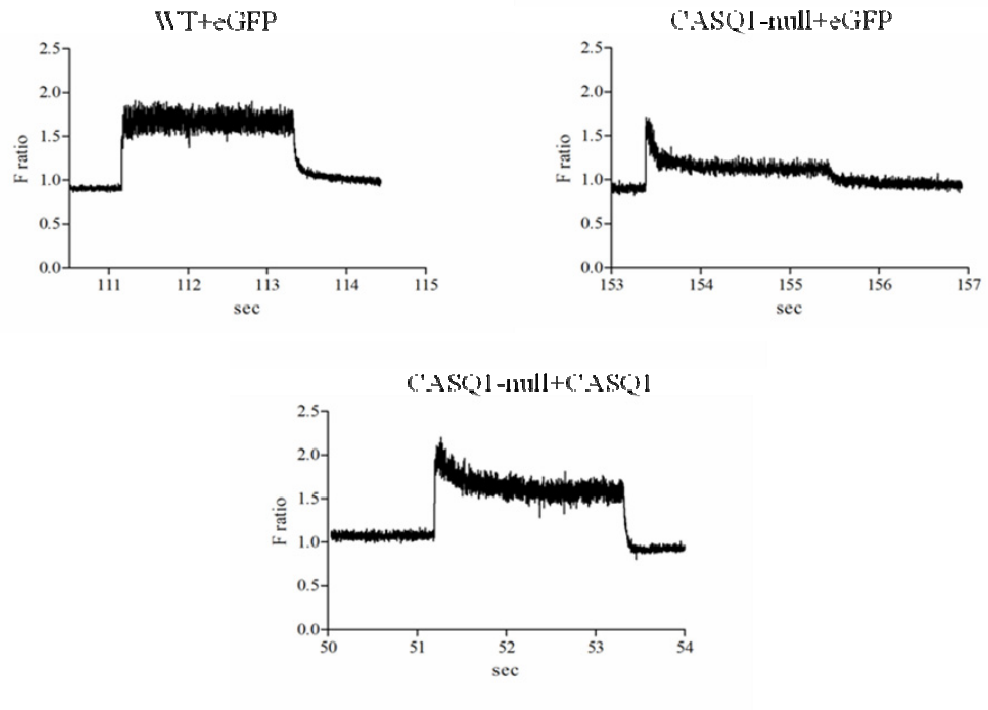 WT+eGFP
2.5
2.0
1.5
1.0
0.5
0.0
F ratio
111 112 113 114 115
sec
CASQ1-null+eGFP
2.5
2.0
1.5
1.0
0.5
0.0
F ratio
153 154 155 156 157
sec
CASQ1-null+CASQ1
2.5
2.0
1.5
1.0
0.5
0.0
F ratio
50 51 52 53 54
sec